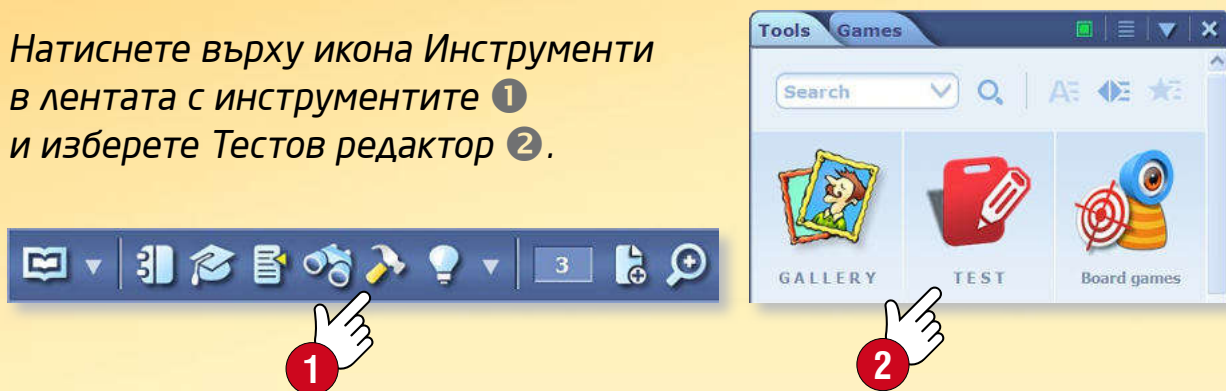 Натиснете върху икона Инструменти
в лентата с инструментите ❶
и изберете Тестов редактор ❷.
Tools Games
Search
GALLERY TEST Board games
3
1
2